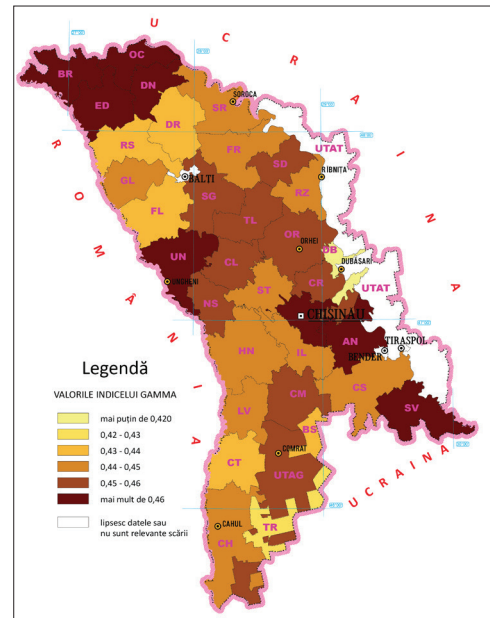 UCRAINA
ROMÂNIA
UCRAINA
BR
OC
DN
ED
SR
SOROCA
DR
RS
FR
SD
UTAT
GL
BĂLȚI
RÎBNIȚA
RZ
SG
FL
TL
OR
ORHEI
DB
UN
DUBĂSARI
CL
UNGHENI
ST
CR
UTAT
NS
CHIȘINĂU
AN
TIRASPOL
BENDER
HN
IL
CS
LV
CM
SV
BS
COMRAT
CT
UTAG
CAHUL
TR
CH
Legendă
VALORILE INDICELUI GAMMA
mai puțin de 0,420
0,42 - 0,43
0,43 - 0,44
0,44 - 0,45
0,45 - 0,46
mai mult de 0,46
lipsesc datele sau
nu sunt relevante scării